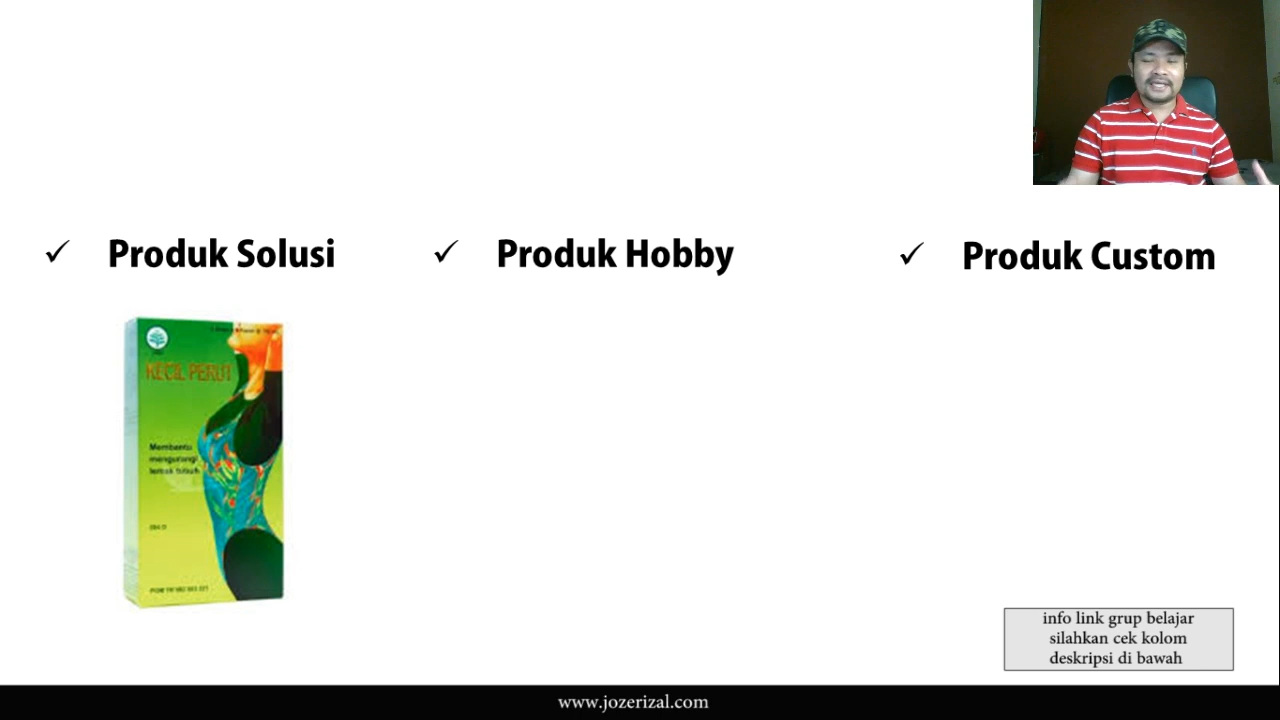 Produk Solusi
Produk Hobby
Produk Custom
KECIL PERUT
Membantu
mengurangi
lemak tubuh
info link grup belajar
silahkan cek kolom
deskripsi di bawah
www.jozerizal.com